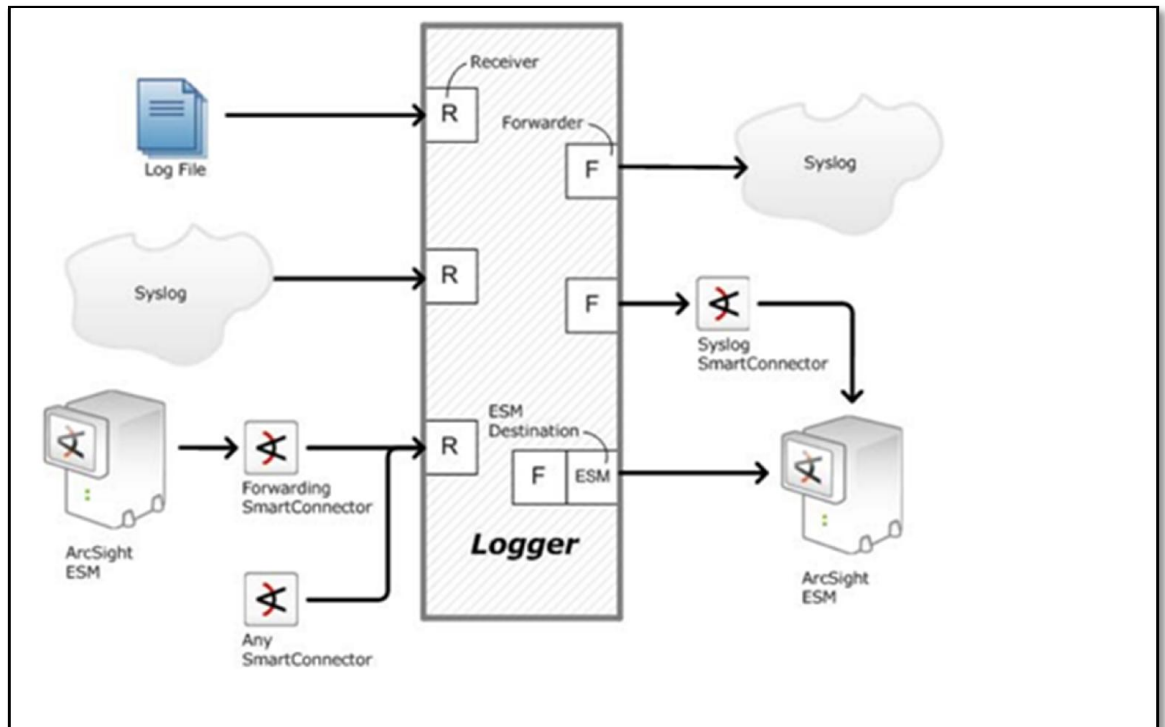 Receiver
R
Log File
Forwarder
F
Syslog
Syslog
R
F
Syslog
SmartConnector
ArcSight
ESM
Forwarding
SmartConnector
R
ESM
Destination
F
ESM
Logger
ArcSight
ESM
Any
SmartConnector